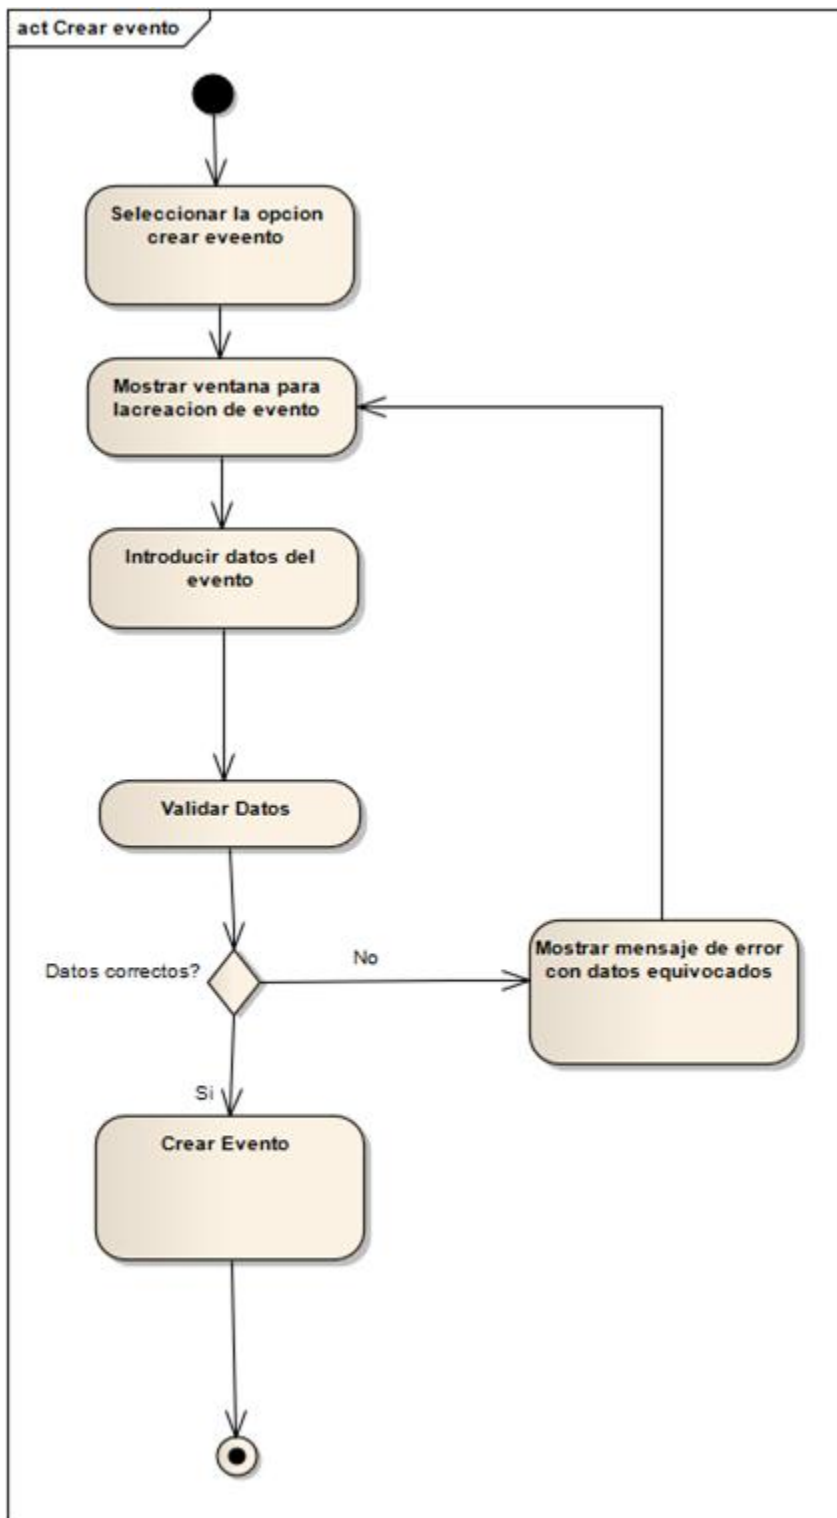 act Crear evento
Seleccionar la opcion
crear eveento
Mostrar ventana para
lacreacion de evento
Introducir datos del
evento
Validar Datos
Datos correctos?
No
Mostrar mensaje de error
con datos equivocados
Si
Crear Evento